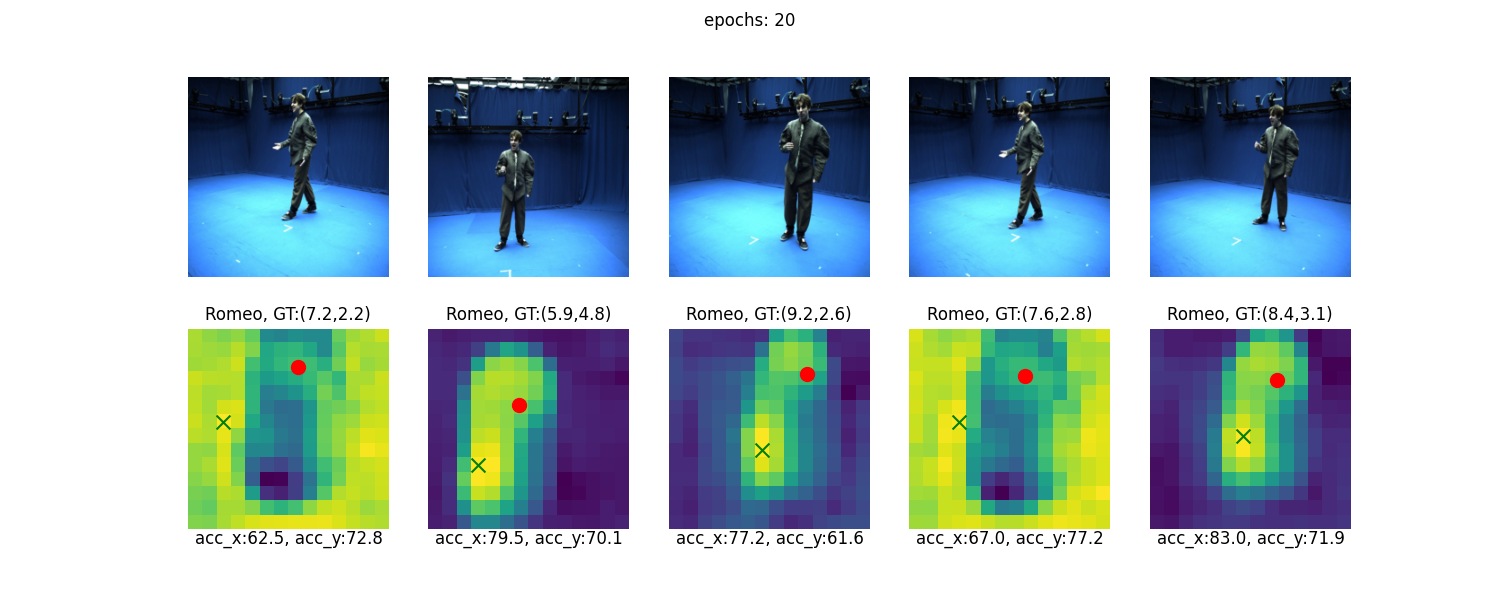 epochs: 20
Romeo, GT:(7.2,2.2)
Romeo, GT:(5.9,4.8)
Romeo, GT:(9.2,2.6)
Romeo, GT:(7.6,2.8)
Romeo, GT:(8.4,3.1)
acc_x:62.5, acc_y:72.8
acc_x:79.5, acc_y:70.1
acc_x:77.2, acc_y:61.6
acc_x:67.0, acc_y:77.2
acc_x:83.0, acc_y:71.9